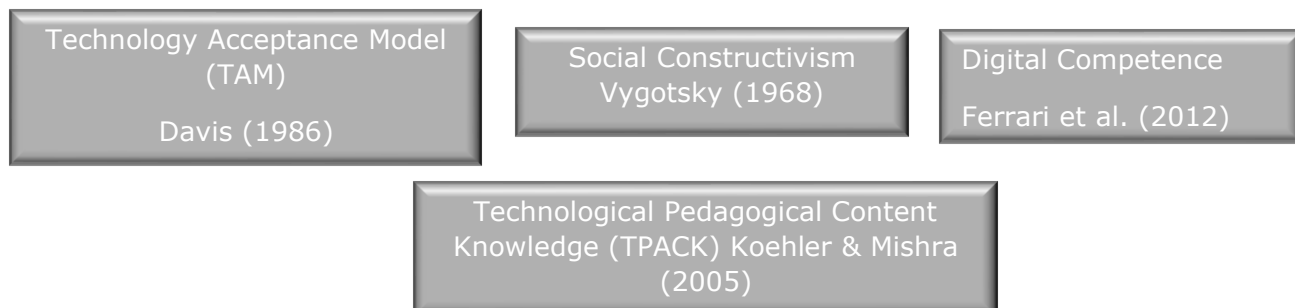 Technology Acceptance Model
(TAM)
Davis (1986)
Social Constructivism
Vygotsky (1968)
Digital Competence
Ferrari et al. (2012)
Technological Pedagogical Content
Knowledge (TPACK) Koehler & Mishra
(2005)